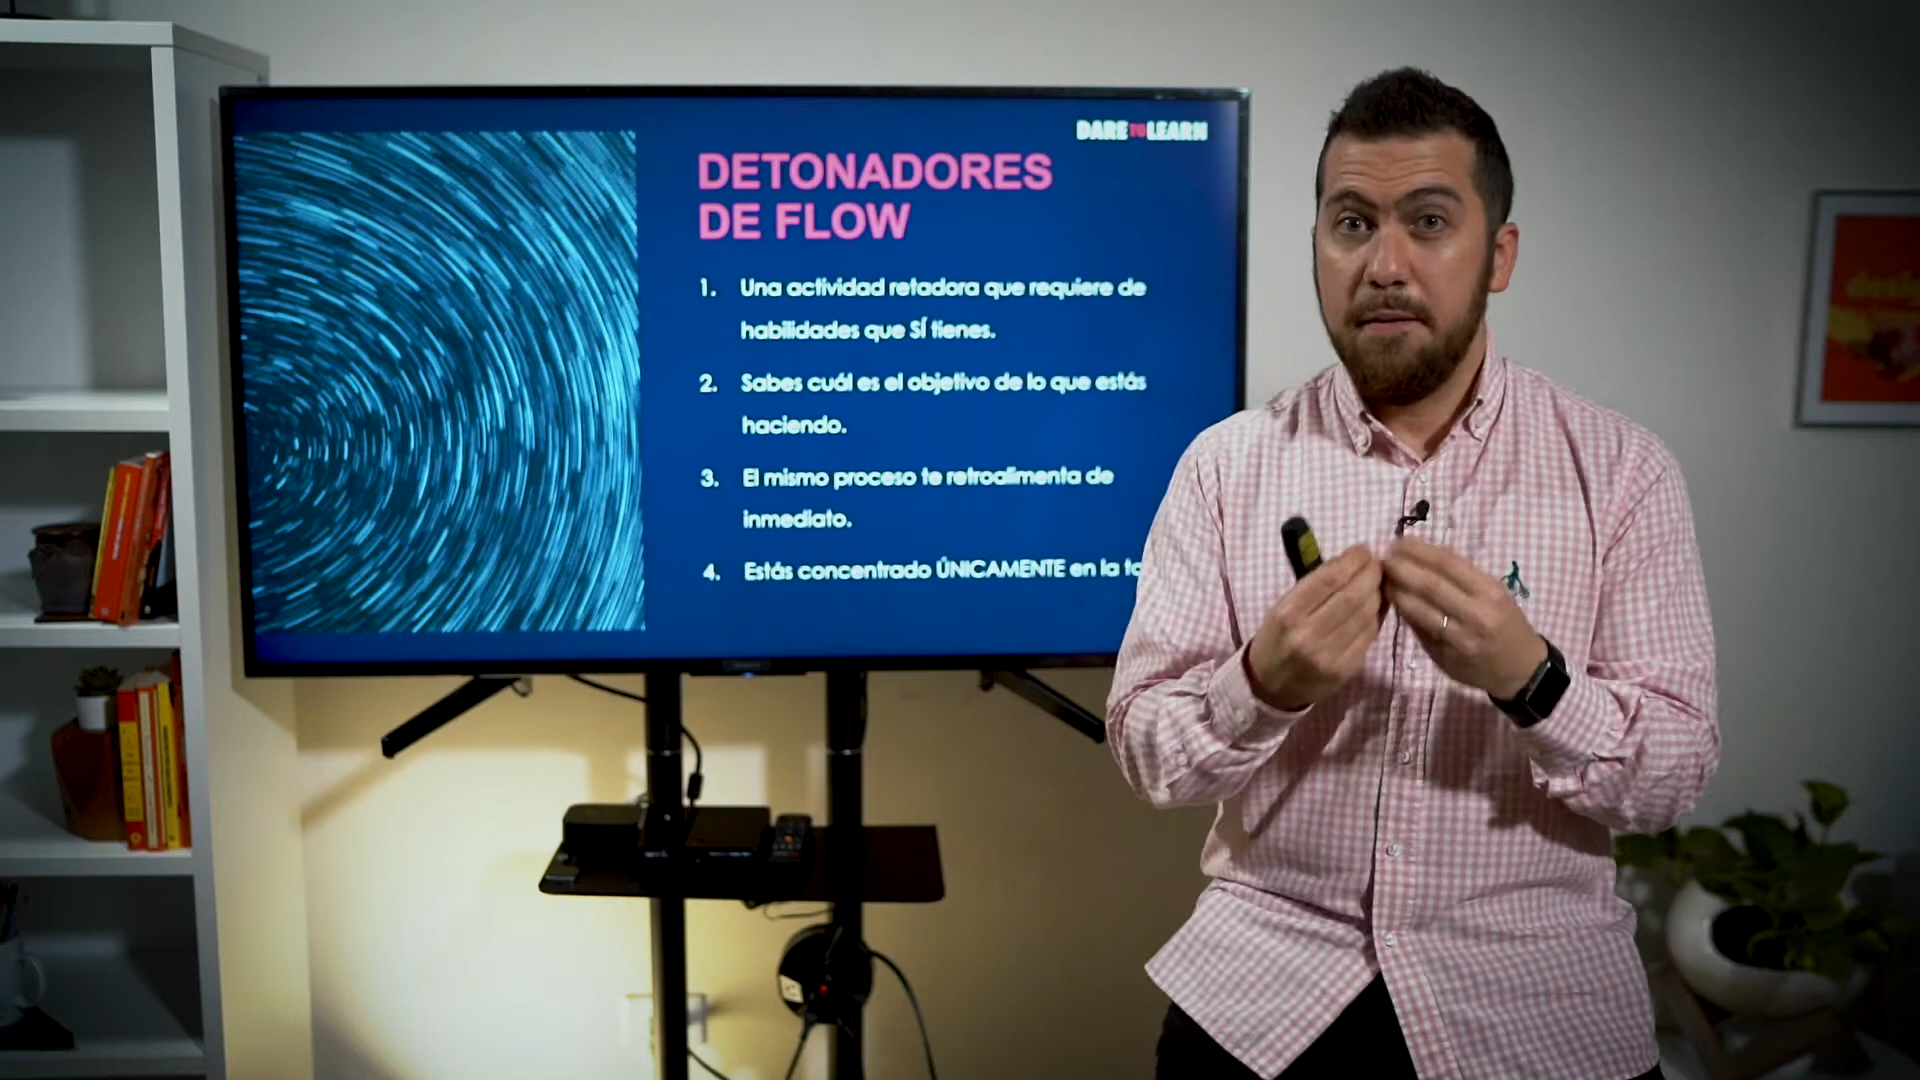 DARE TO LEARN
DETONADORES
DE FLOW
1. Una actividad retadora que requiere de
habilidades que SÍ tienes.
2. Sabes cuál es el objetivo de lo que estás
haciendo.
3. El mismo proceso te retroalimenta de
inmediato.
4. Estás concentrado ÚNICAMENTE en la